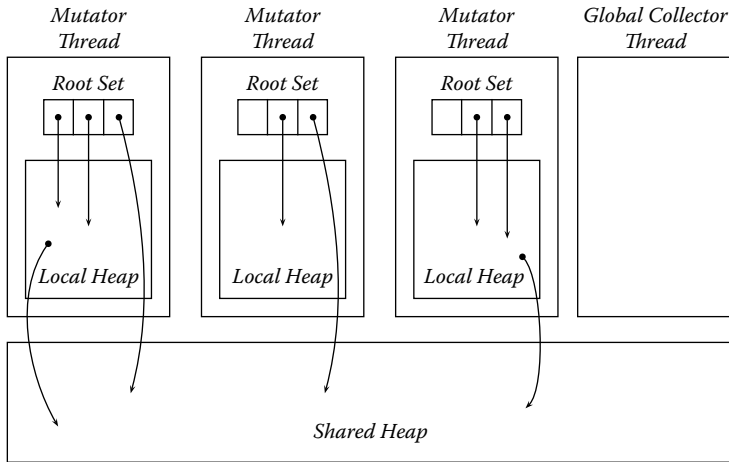 Mutator
Thread
Mutator
Thread
Mutator
Thread
Global Collector
Thread
Root Set
Root Set
Root Set
Local Heap
Local Heap
Local Heap
Shared Heap